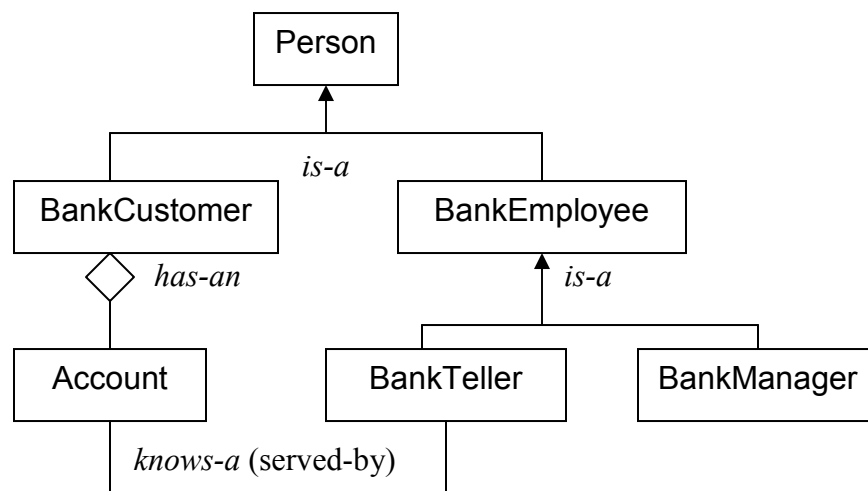 Person
is-a
BankCustomer
BankEmployee
has-an
is-a
Account
BankTeller
BankManager
knows-a (served-by)